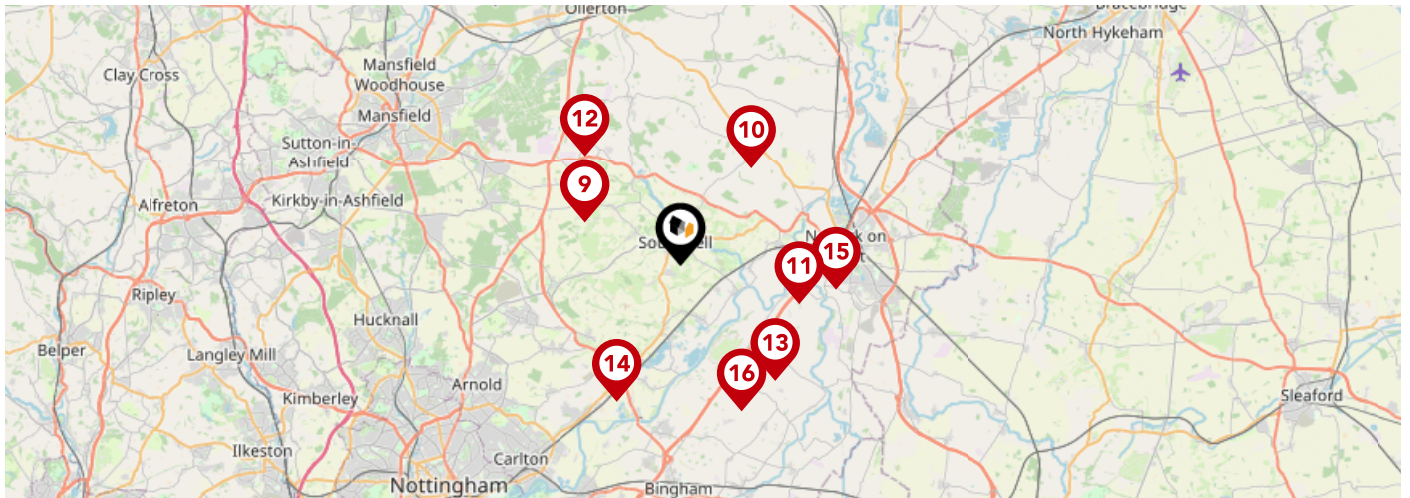 Ollerton
Bracebridge
North Hykeham
Clay Cross
Mansfield
Woodhouse
Mansfield
12
10
Sutton-in-
Ashfield
9
Kirkby-in-Ashfield
Alfreton
15
11
Ripley
Hucknall
13
Belper
Langley Mill
14
16
Arnold
Kimberley
Sleaford
Ilkeston
Carlton
Nottingham
Bingham